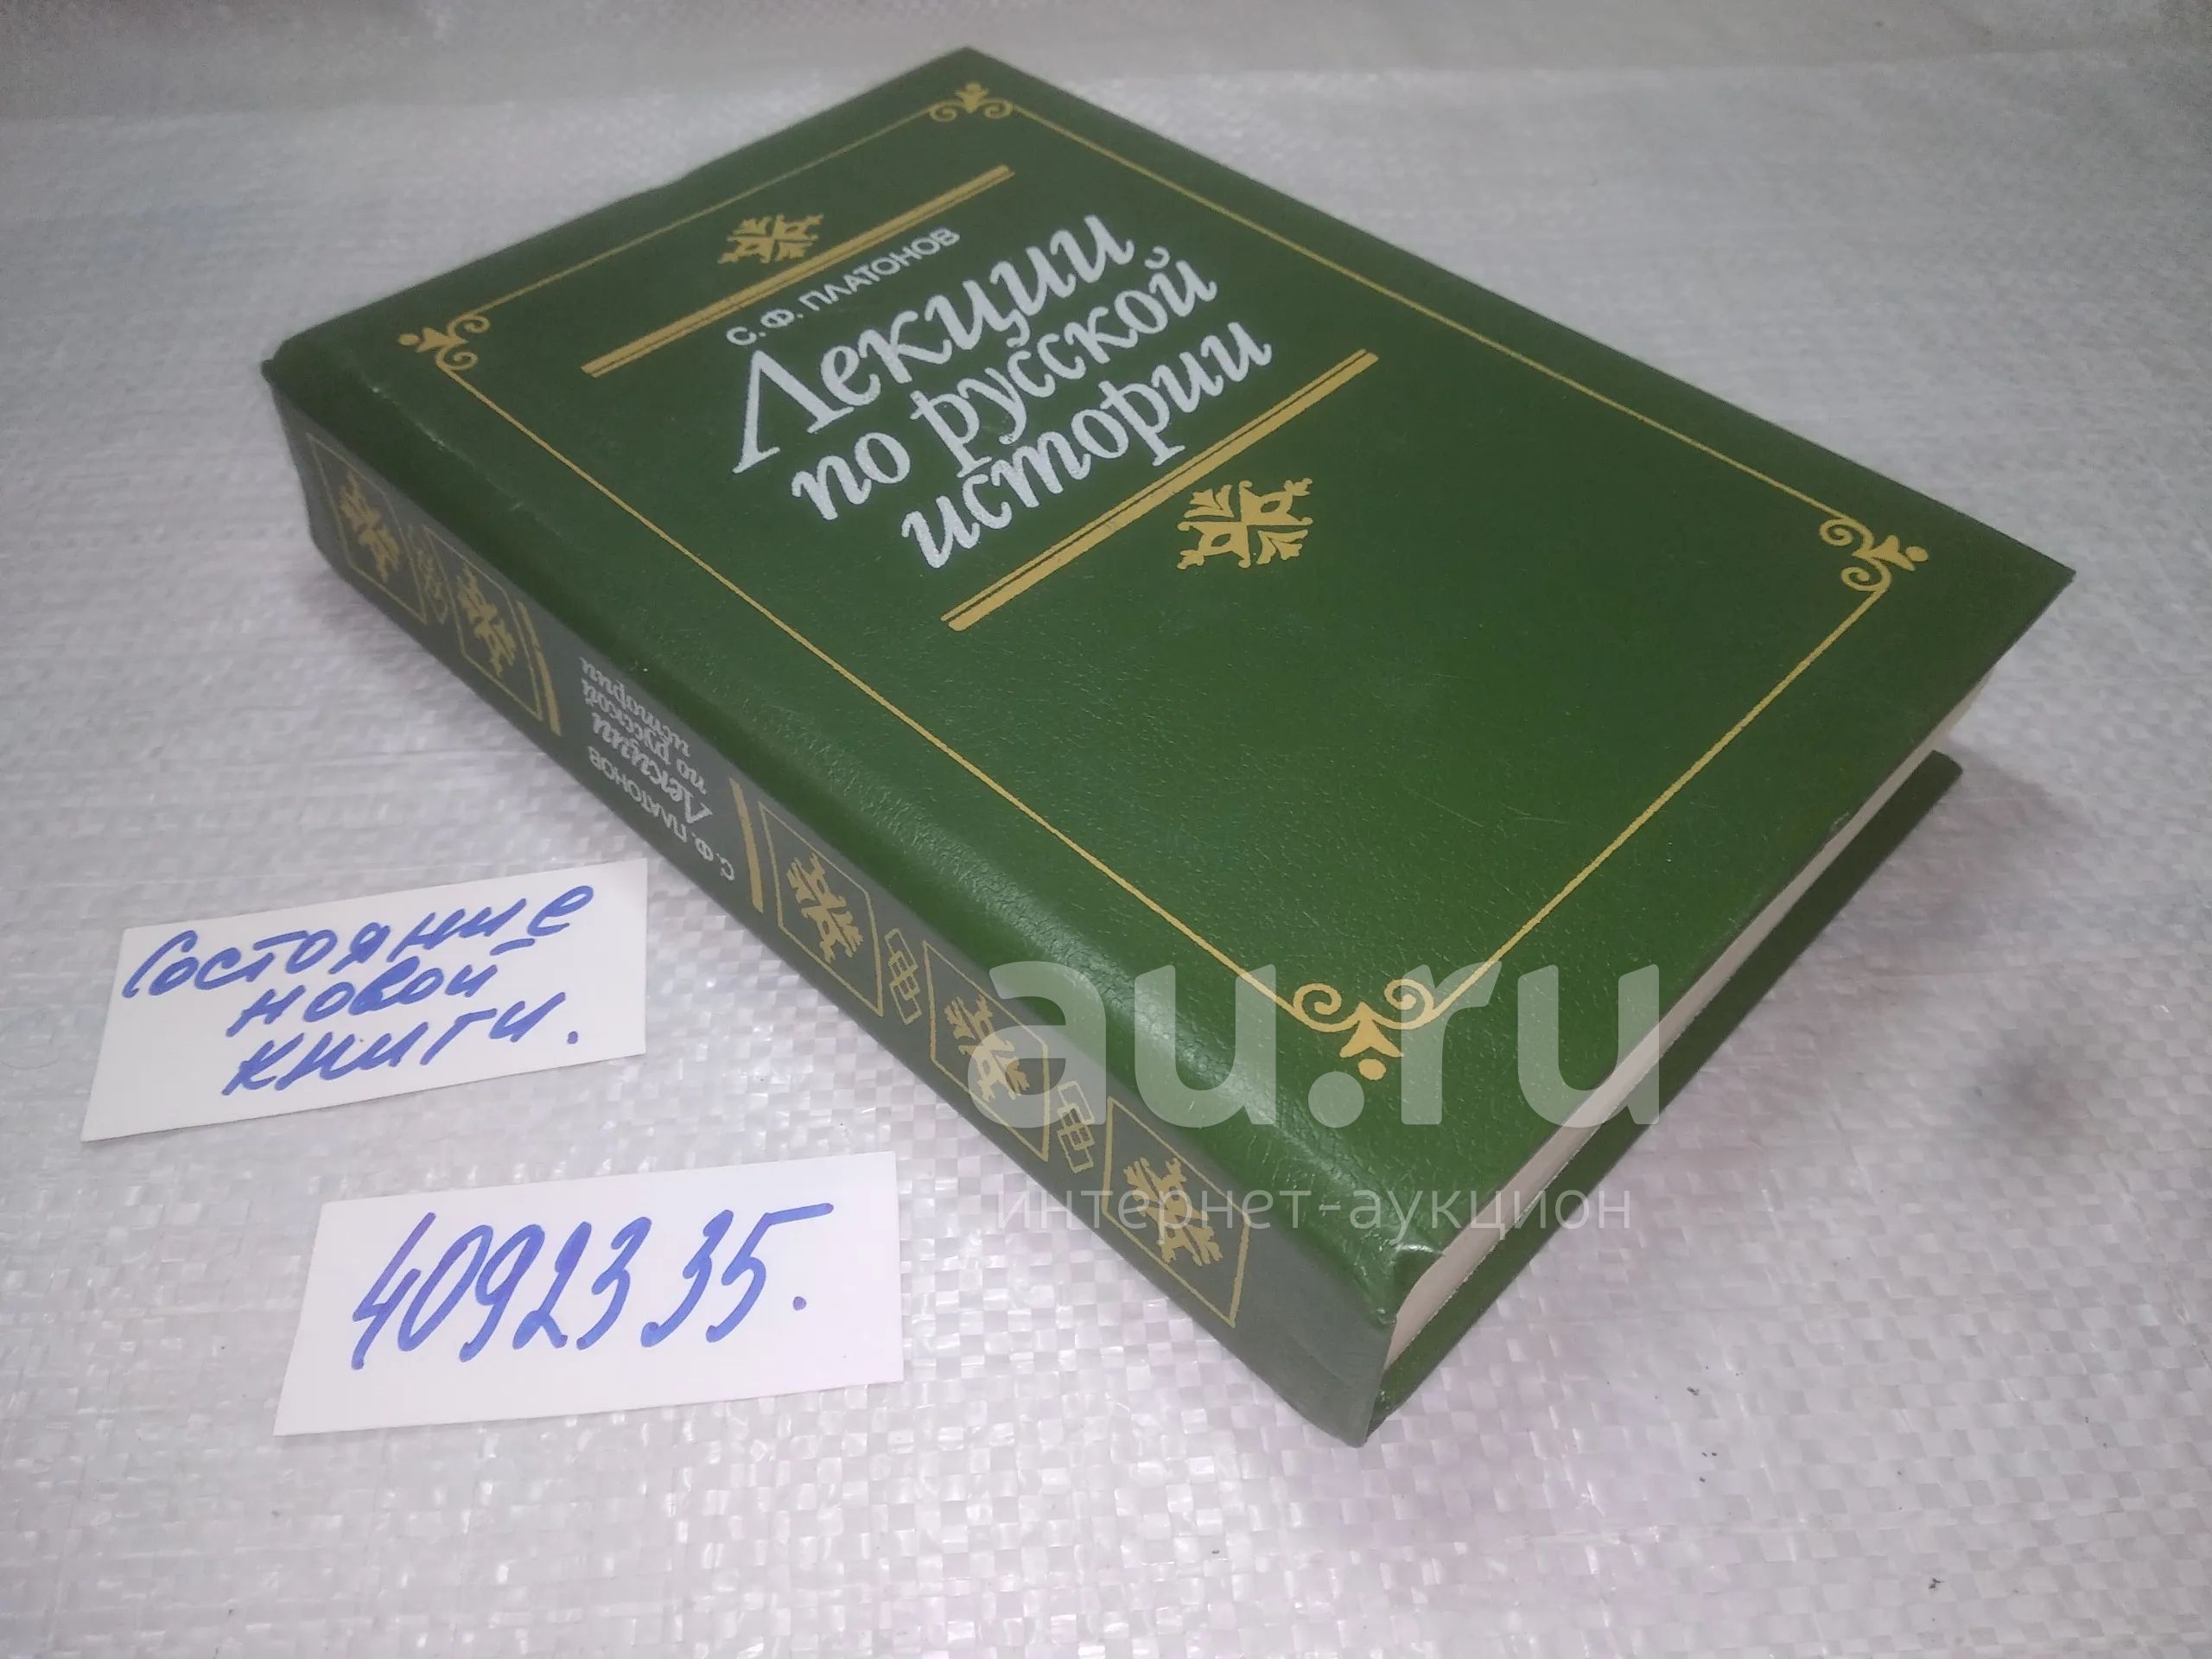 С. Ф. ПЛАТОНОВ
Лекции
по русской
истории
С. Ф. ПЛАТОНОВ
Лекции
по русской
истории
Состояние
новой
книги.
4092335.
au.ru
интернет-аукцион